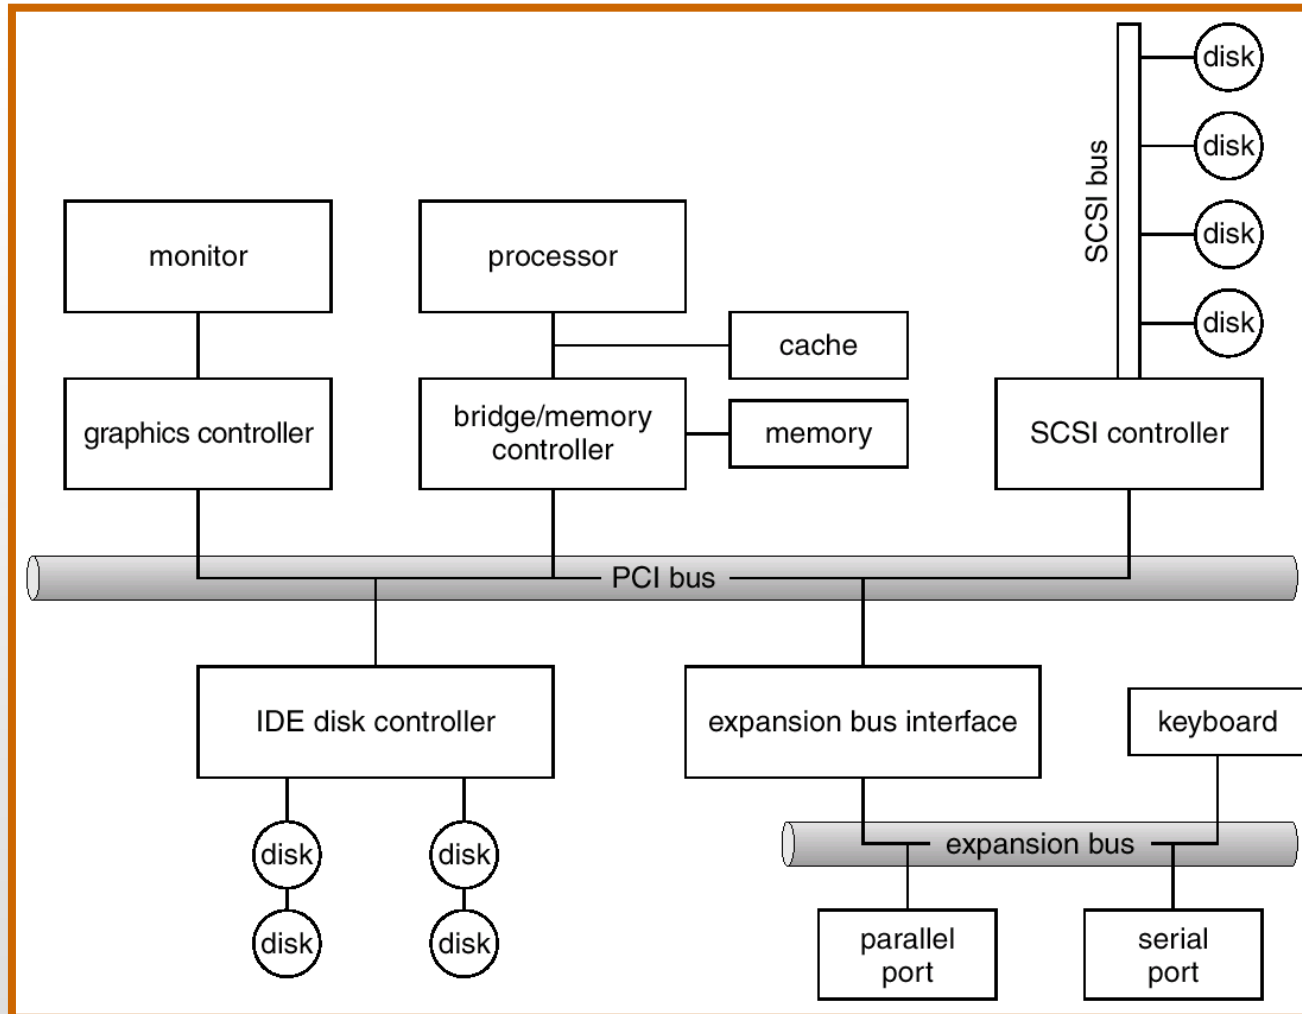 disk
disk
disk
disk
SCSI bus
monitor
processor
cache
graphics controller
bridge/memory
controller
memory
SCSI controller
PCI bus
IDE disk controller
expansion bus interface
keyboard
disk
disk
expansion bus
disk
disk
parallel
port
serial
port